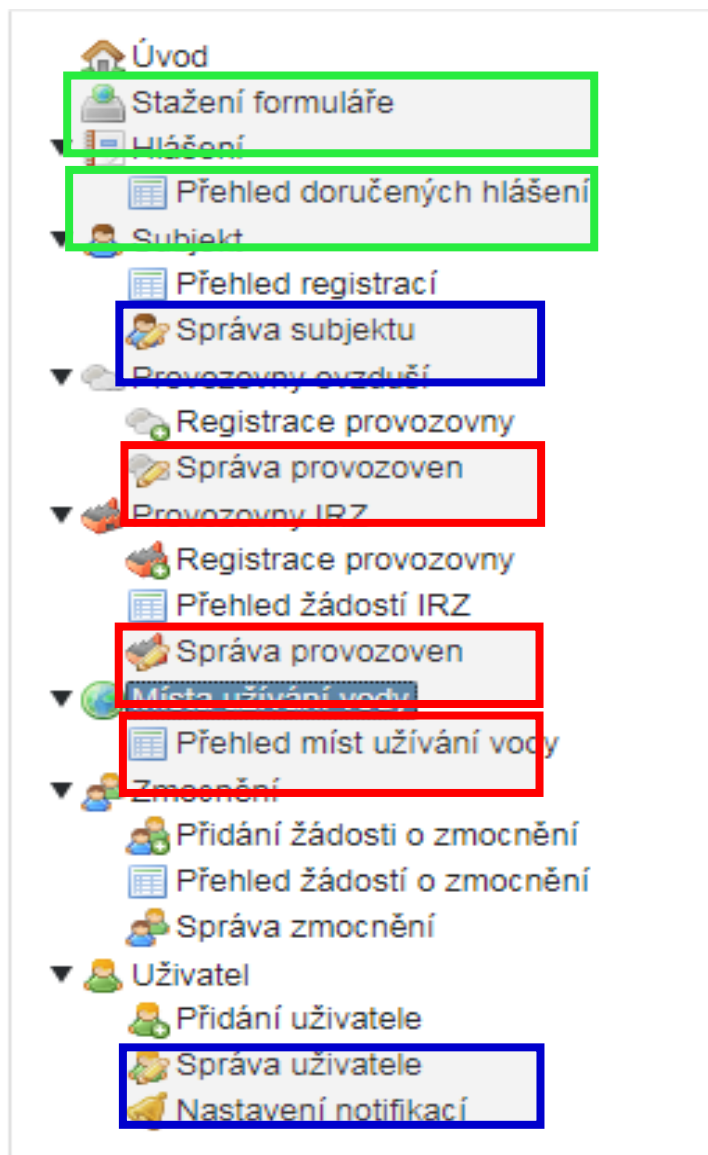 Úvod
Stažení formuláře
Hlášení
Přehled doručených hlášení
Subjekt
Přehled registrací
Správa subjektu
Provozovny ovzduší
Registrace provozovny
Správa provozoven
Provozovny IRZ
Registrace provozovny
Přehled žádostí IRZ
Správa provozoven
Místa užívání vody
Přehled míst užívání vody
Zmocnění
Přidání žádosti o zmocnění
Přehled žádostí o zmocnění
Správa zmocnění
Uživatel
Přidání uživatele
Správa uživatele
Nastavení notifikací